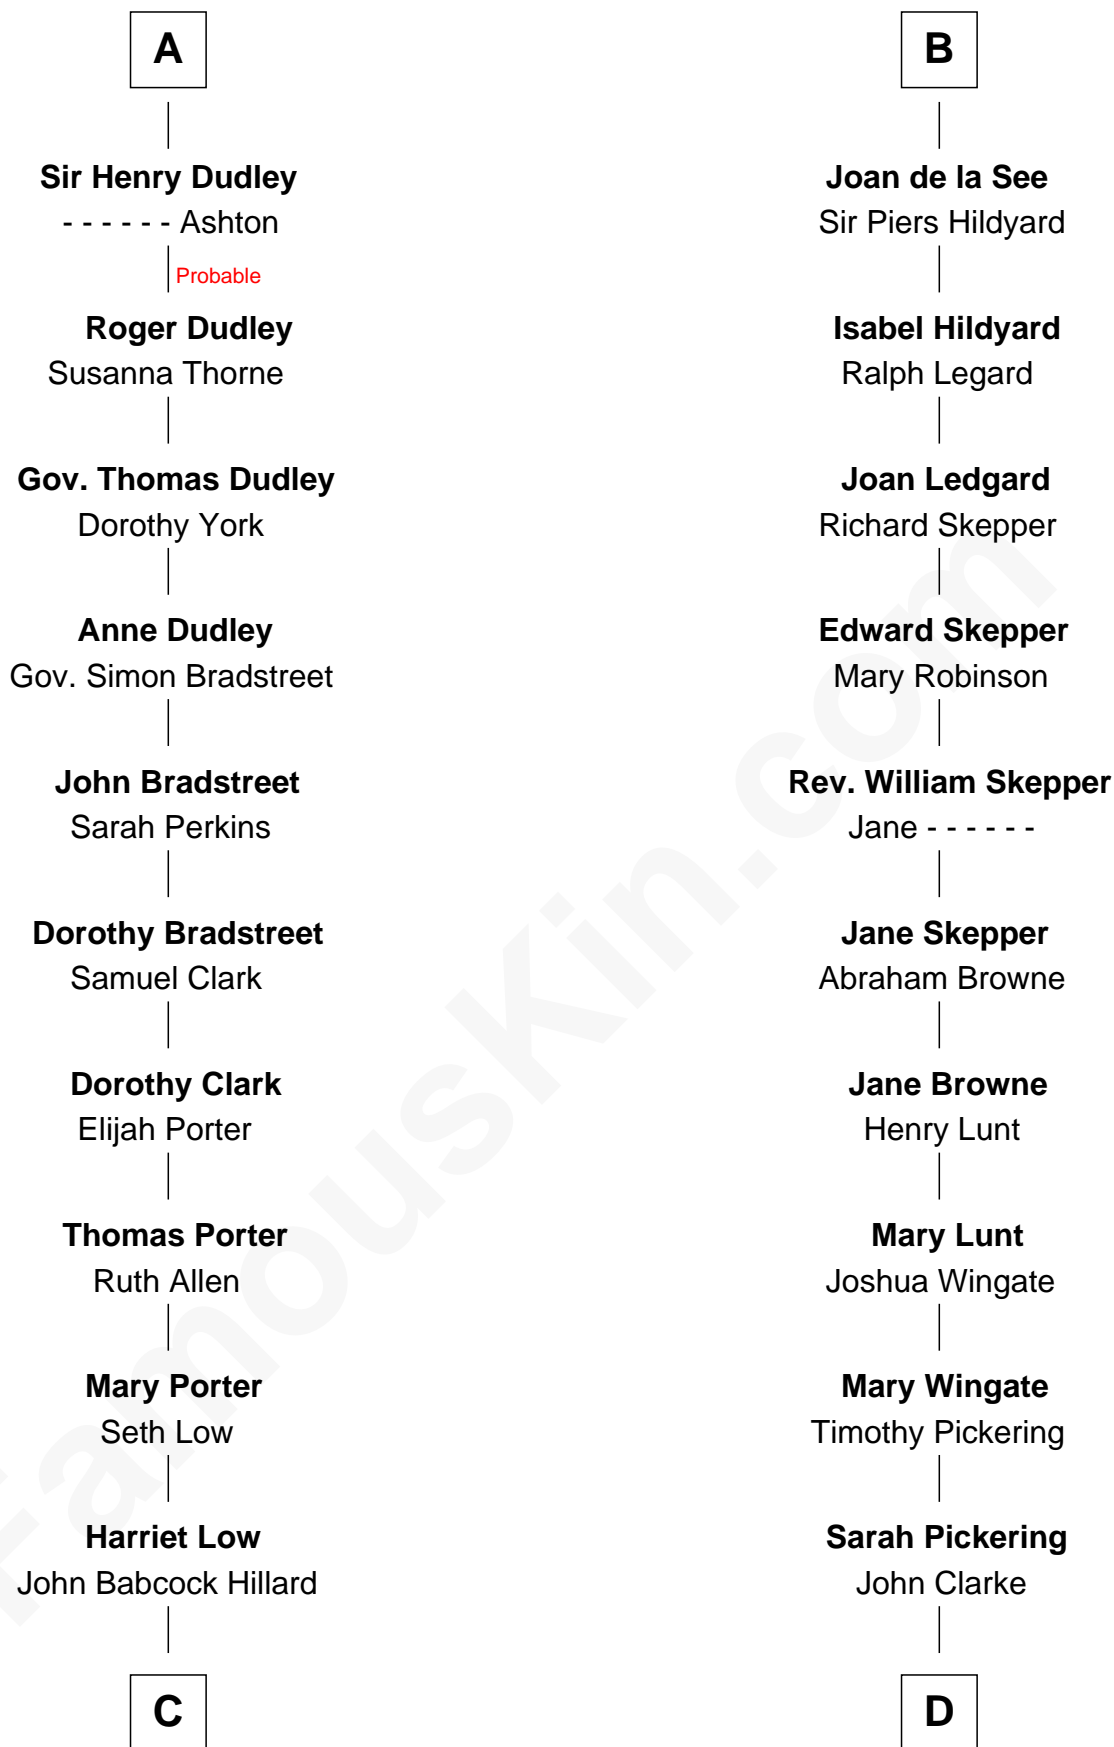 A
Sir Henry Dudley
- - - - - - Ashton
Probable
Roger Dudley
Susanna Thorne
Gov. Thomas Dudley
Dorothy York
Anne Dudley
Gov. Simon Bradstreet
John Bradstreet
Sarah Perkins
Dorothy Bradstreet
Samuel Clark
Dorothy Clark
Elijah Porter
Thomas Porter
Ruth Allen
Mary Porter
Seth Low
Harriet Low
John Babcock Hillard
C
B
Joan de la See
Sir Piers Hildyard
Isabel Hildyard
Ralph Legard
Joan Ledgard
Richard Skepper
Edward Skepper
Mary Robinson
Rev. William Skepper
Jane - - - - - -
Jane Skepper
Abraham Browne
Jane Browne
Henry Lunt
Mary Lunt
Joshua Wingate
Mary Wingate
Timothy Pickering
Sarah Pickering
John Clarke
D
FamousKin.com